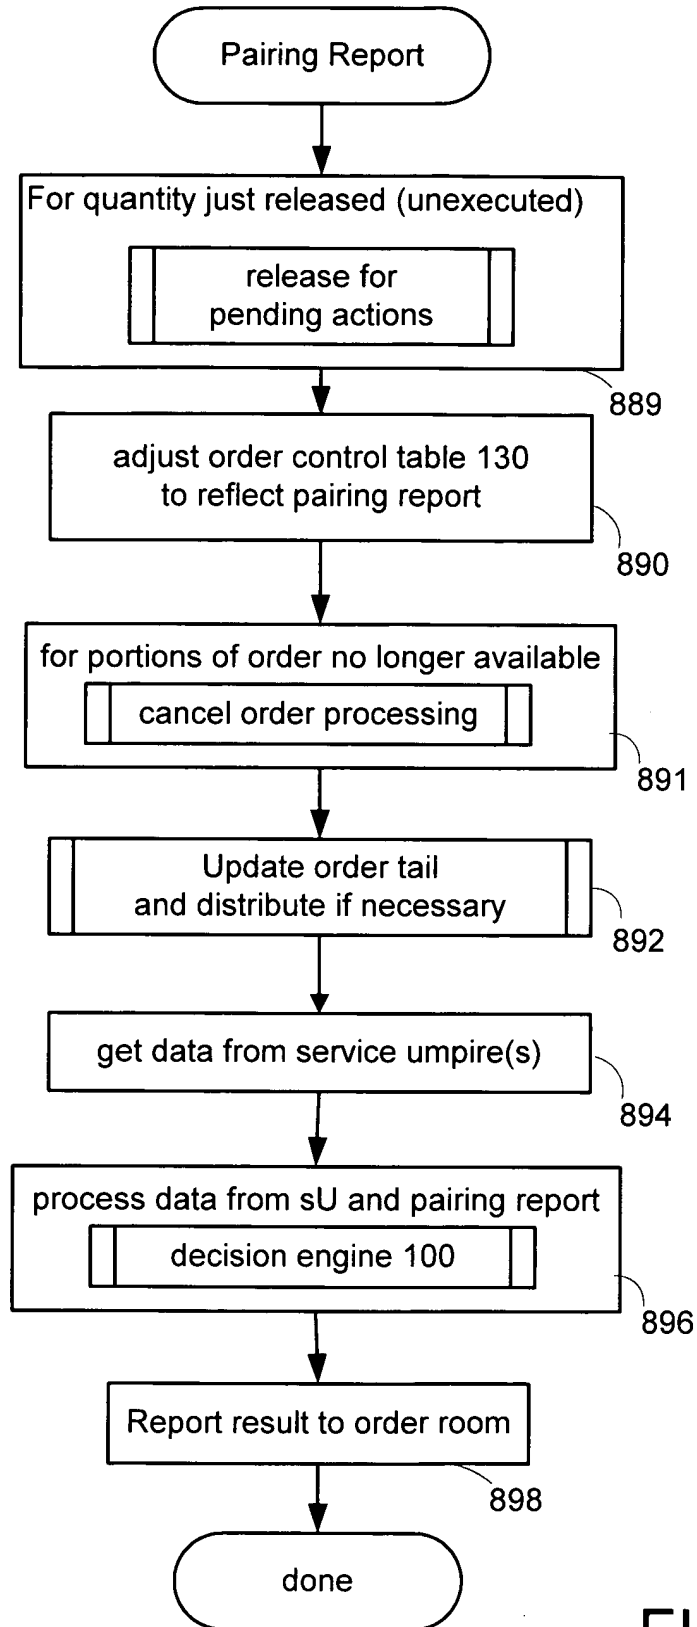 Pairing Report
For quantity just released (unexecuted)
release for
pending actions
889
adjust order control table 130
to reflect pairing report
890
for portions of order no longer available
cancel order processing
891
Update order tail
and distribute if necessary
892
get data from service umpire(s)
894
process data from sU and pairing report
decision engine 100
896
Report result to order room
898
done